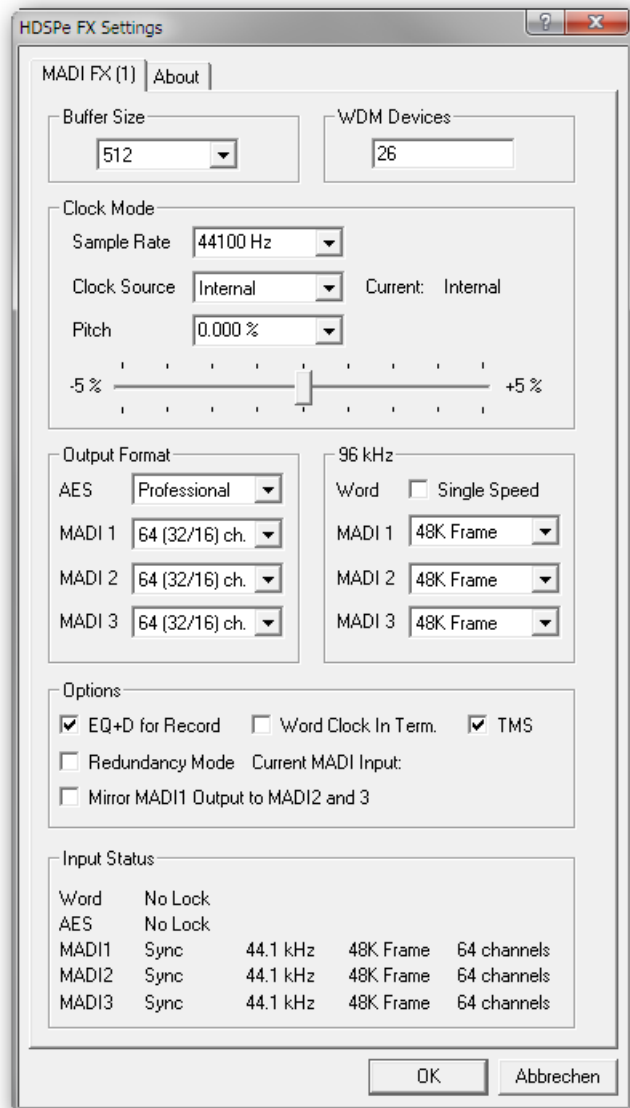 HDSPe FX Settings
MADI FX (1) About
Buffer Size
512
WDM Devices
26
Clock Mode
Sample Rate 44100 Hz
Clock Source Internal Current: Internal
Pitch 0.000 %
-5 % +5 %
Output Format
AES Professional
MADI 1 64 (32/16) ch.
MADI 2 64 (32/16) ch.
MADI 3 64 (32/16) ch.
96 kHz
Word Single Speed
MADI 1 48K Frame
MADI 2 48K Frame
MADI 3 48K Frame
Options
EQ+D for Record Word Clock In Term. TMS
Redundancy Mode Current MADI Input:
Mirror MADI1 Output to MADI2 and 3
Input Status
Word No Lock
AES No Lock
MADI1 Sync 44.1 kHz 48K Frame 64 channels
MADI2 Sync 44.1 kHz 48K Frame 64 channels
MADI3 Sync 44.1 kHz 48K Frame 64 channels
OK Abbrechen